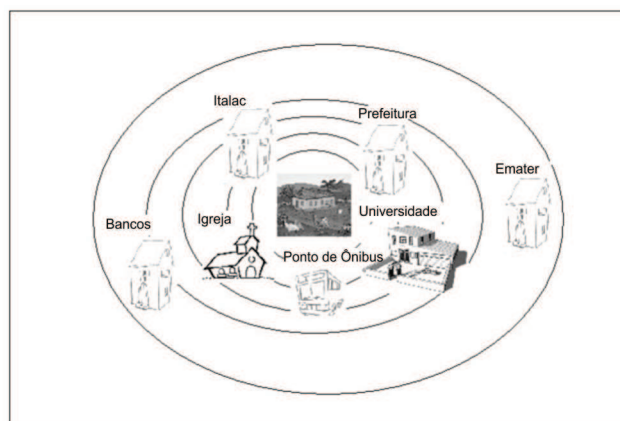 Italac
Prefeitura
Emater
Igreja
Universidade
Bancos
Ponto de Ônibus